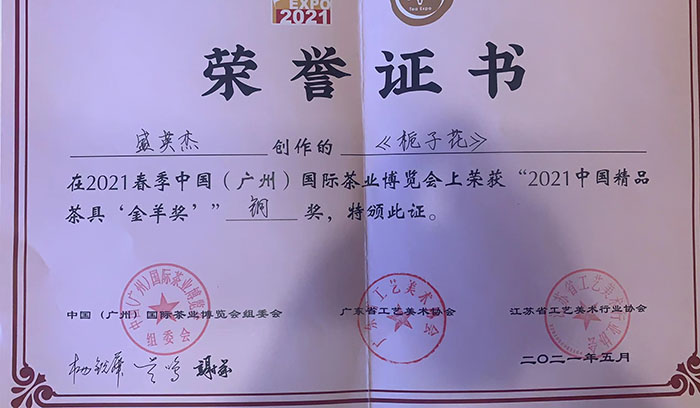 EXPO
2021
Tea Expo
荣誉证书
盛英杰 创作的 《栀子花》
在2021春季中国（广州）国际茶业博览会上荣获“2021中国精品
茶具‘金羊奖’” 铜 奖，特颁此证。
中国（广州）国际茶业博览会组委会 广东省工艺美术协会 江苏省工艺美术行业协会
二〇二一年五月